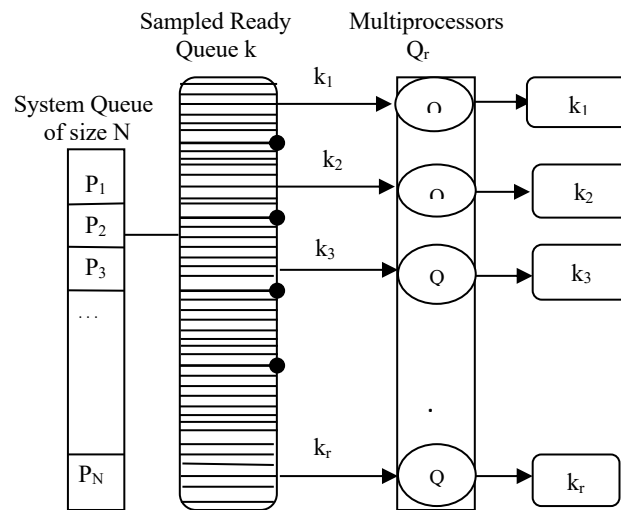 Sampled Ready
Queue k
Multiprocessors
Qᵣ
System Queue
of size N
P₁
P₂
P₃
...
P_N
k₁
k₂
k₃
kᵣ
Q
Q
.
k₁
k₂
k₃
kᵣ